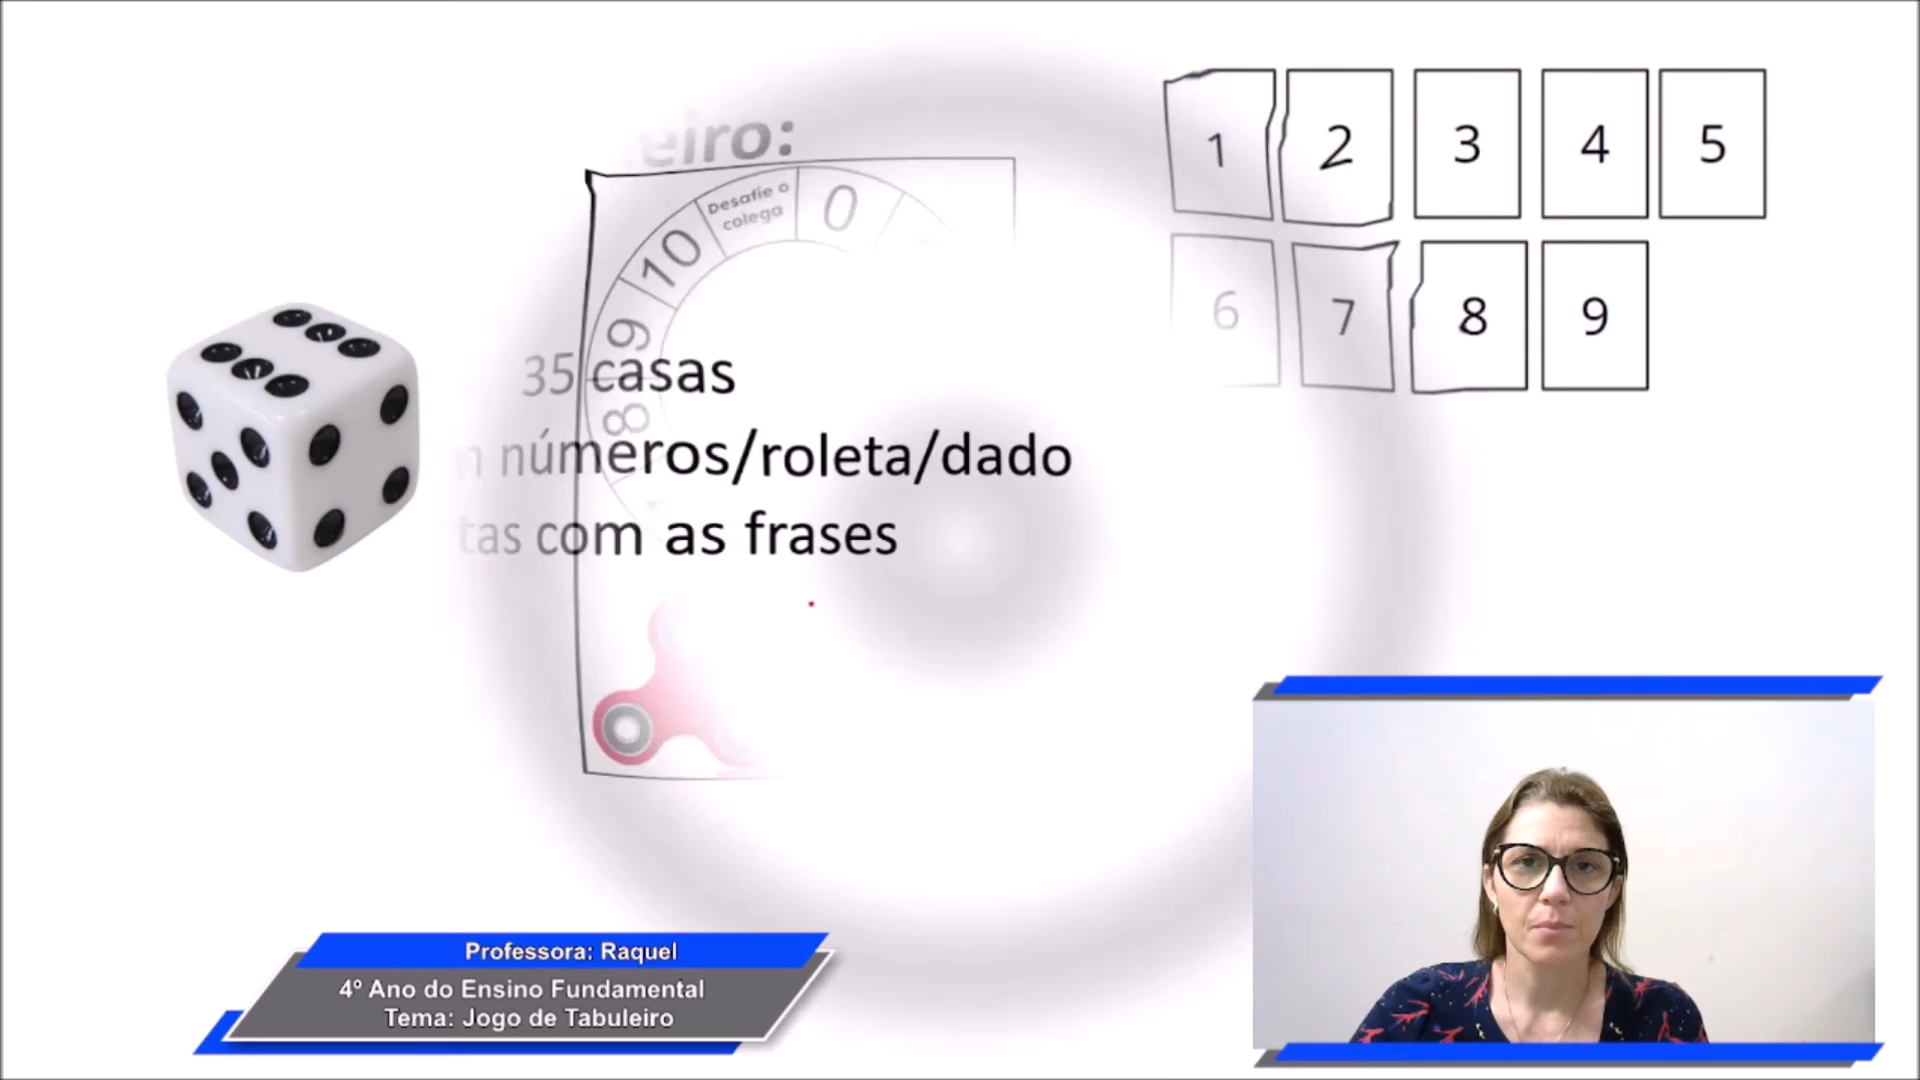 eiro:
Desafie o
colega
0
10
9
8
35 casas
números/roleta/dado
com as frases
1 2 3 4 5
6 7 8 9
Professora: Raquel
4º Ano do Ensino Fundamental
Tema: Jogo de Tabuleiro